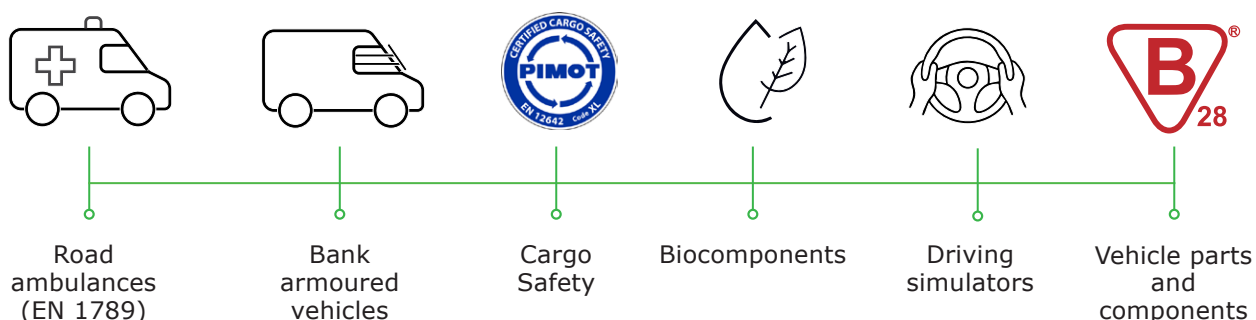 CERTIFIED CARGO SAFETY
PIMOT
EN 12642 Code XL
B
®
28
Road
ambulances
(EN 1789)
Bank
armoured
vehicles
Cargo
Safety
Biocomponents
Driving
simulators
Vehicle parts
and
components